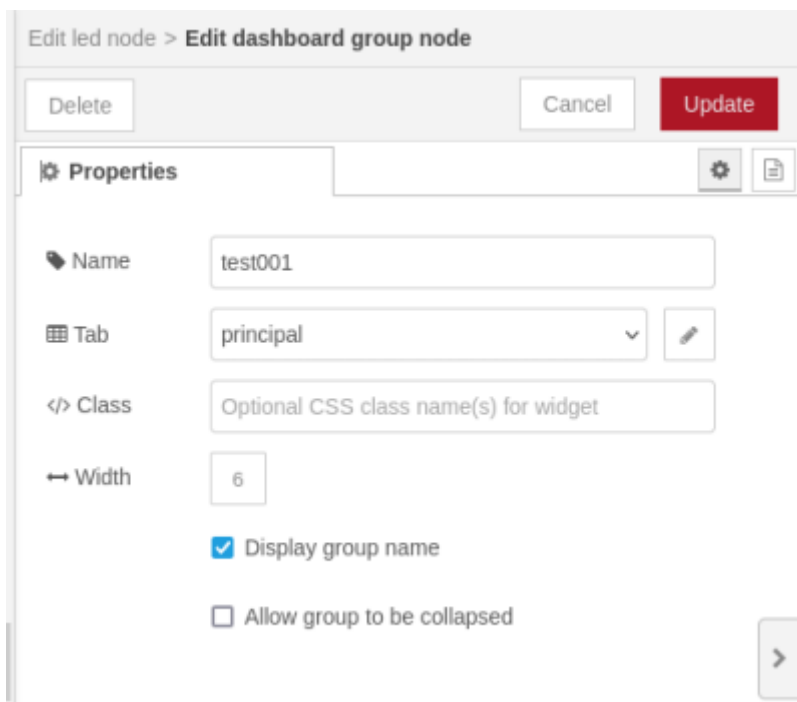 Edit led node > Edit dashboard group node
Delete Cancel Update
Properties
Name test001
Tab principal
</> Class Optional CSS class name(s) for widget
Width 6
Display group name
Allow group to be collapsed